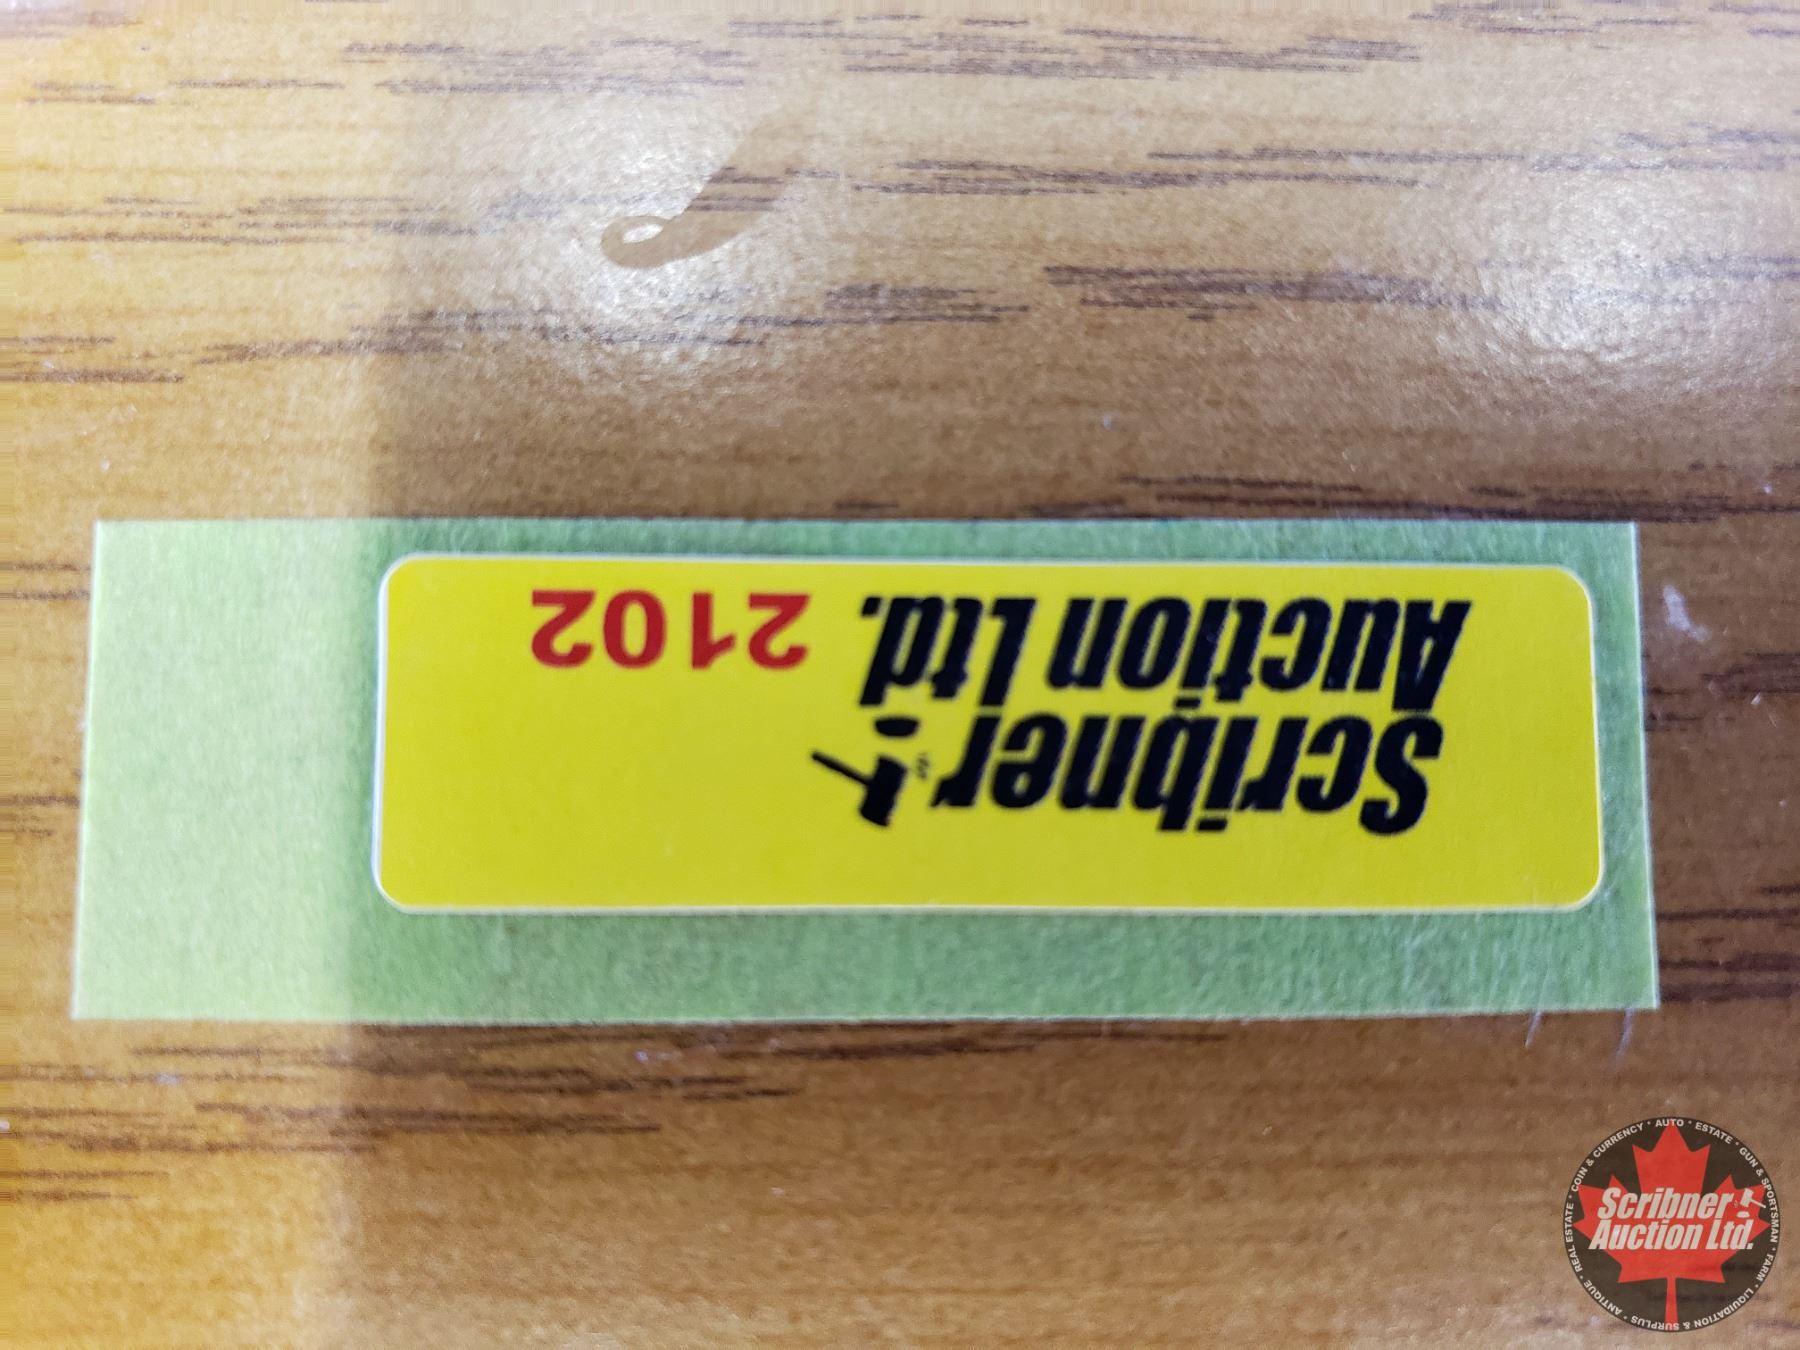 Scribner
Auction Ltd. 2102
ANTIQUE • REAL ESTATE • COIN & CURRENCY • AUTO • ESTATE • GUN & SPORTSMAN • FARM • LIQUIDATION & SURPLUS •
Scribner
Auction Ltd.